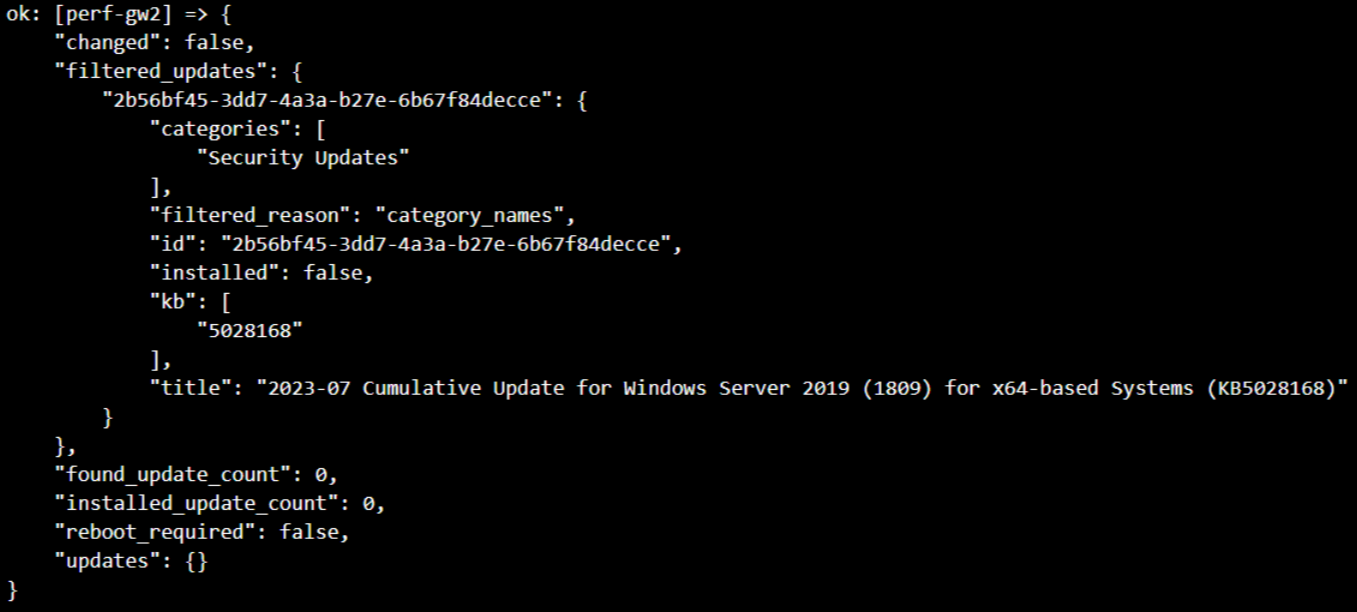 ok: [perf-gw2] => {
    "changed": false,
    "filtered_updates": {
        "2b56bf45-3dd7-4a3a-b27e-6b67f84decce": {
            "categories": [
                "Security Updates"
            ],
            "filtered_reason": "category_names",
            "id": "2b56bf45-3dd7-4a3a-b27e-6b67f84decce",
            "installed": false,
            "kb": [
                "5028168"
            ],
            "title": "2023-07 Cumulative Update for Windows Server 2019 (1809) for x64-based Systems (KB5028168)"
        }
    },
    "found_update_count": 0,
    "installed_update_count": 0,
    "reboot_required": false,
    "updates": {}
}